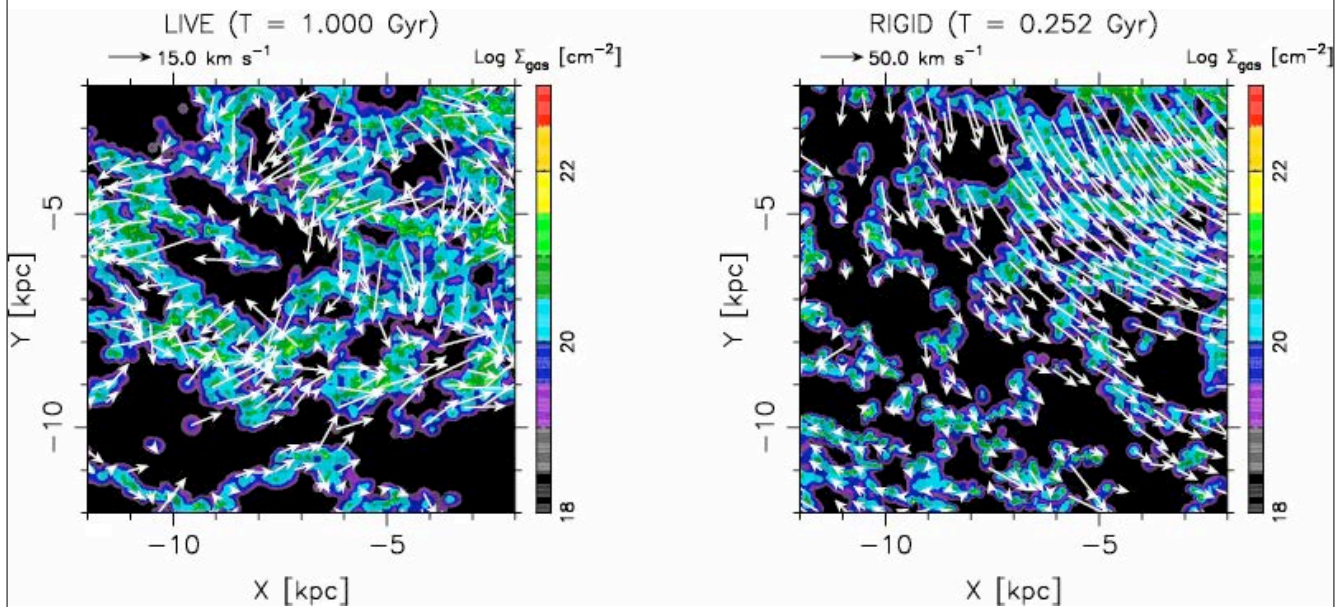 LIVE (T = 1.000 Gyr)
15.0 km s⁻¹
Log Σgas [cm⁻²]
Y [kpc]
−5
−10
−10
−5
X [kpc]
22
20
18
RIGID (T = 0.252 Gyr)
50.0 km s⁻¹
Log Σgas [cm⁻²]
Y [kpc]
−5
−10
−10
−5
X [kpc]
22
20
18